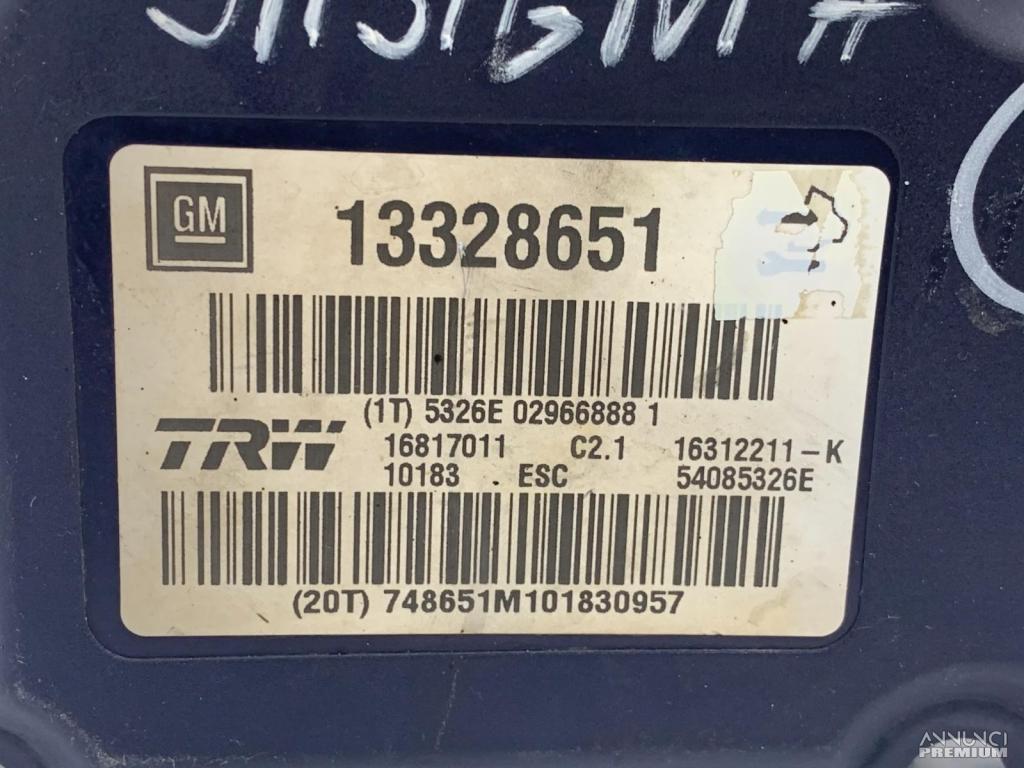 GM
13328651
(1T) 5326E 02966888 1
TRW
16817011 C2.1 16312211-K
10183 . ESC 54085326E
(20T) 748651M101830957
ANNUNCI
PREMIUM